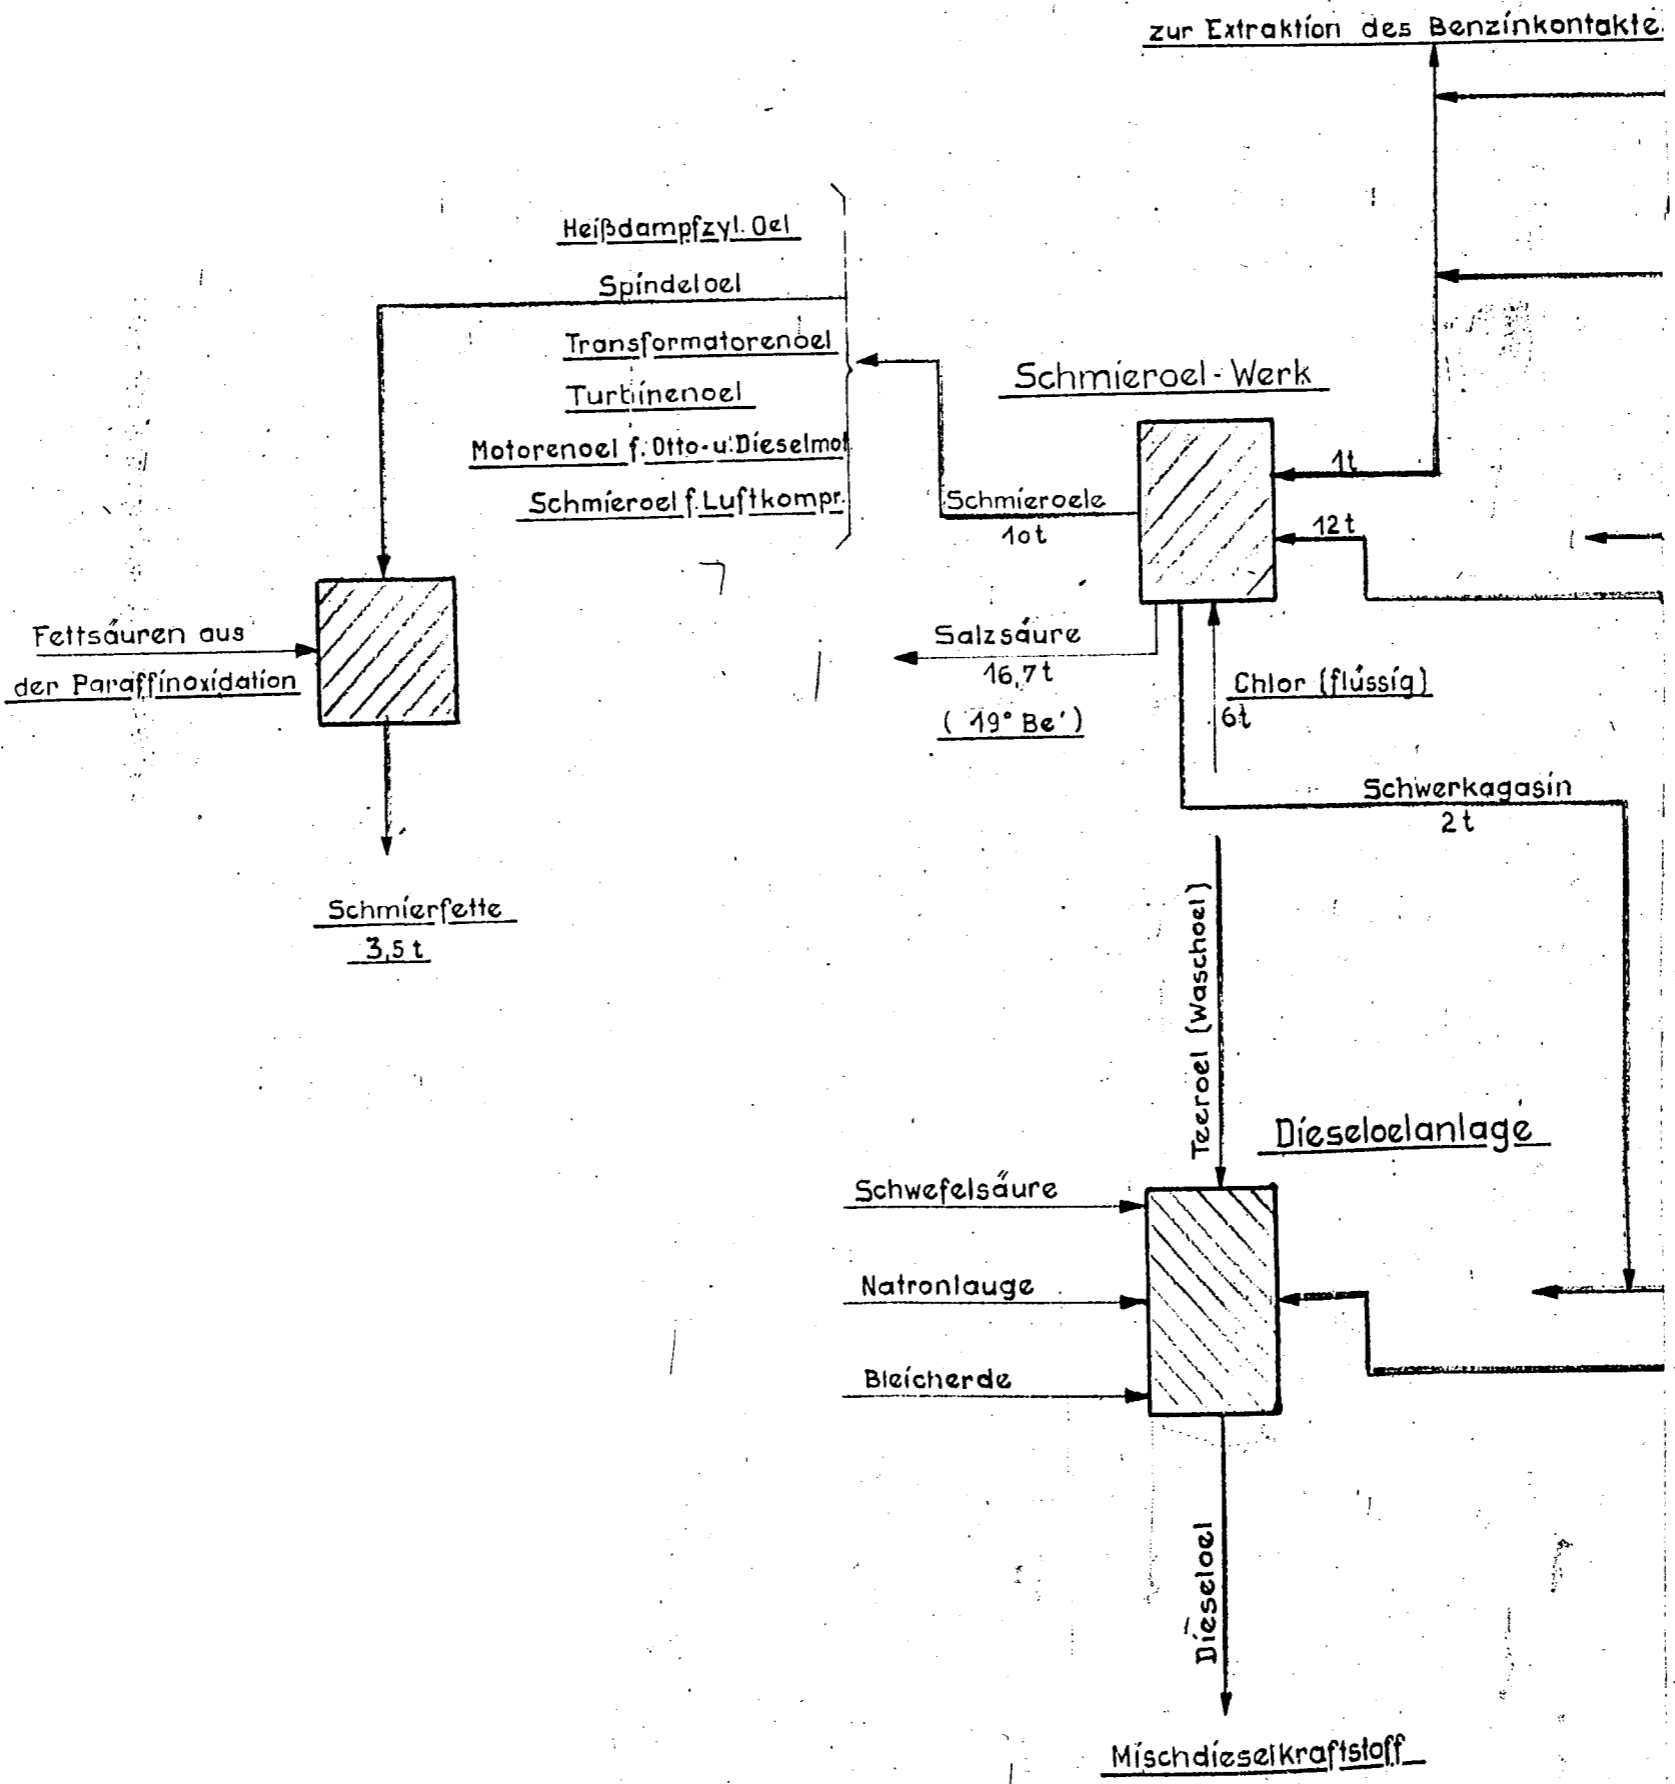 zur Extraktion des Benzinkontakte
Heißdampfzyl. Oel
Spindeloel
Transformatorenoel
Turbinenoel
Motorenoel f. Otto-u. Dieselmot
Schmieroel f. Luftkompr.
Schmieroel-Werk
1t
12t
Schmieroele
10t
Salzsäure
16,7t
(19° Be')
Chlor (flüssig)
6t
Fettsäuren aus
der Paraffinoxidation
Schmierfette
3,5t
Schwerkagasin
2t
Teeroel (Waschoel)
Dieseloelanlage
Schwefelsäure
Natronlauge
Bleicherde
Dieseloel
Mischdieselkraftstoff